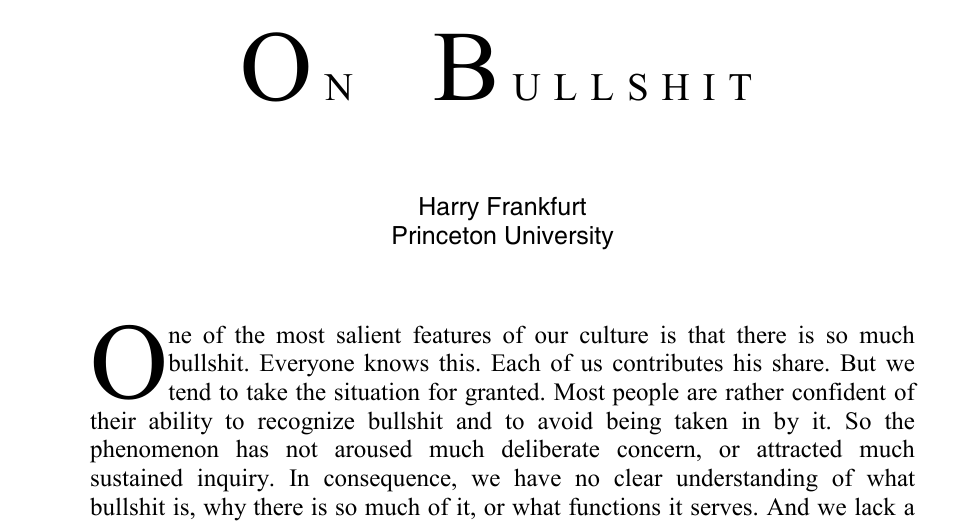 On Bullshit
Harry Frankfurt
Princeton University
One of the most salient features of our culture is that there is so much
bullshit. Everyone knows this. Each of us contributes his share. But we
tend to take the situation for granted. Most people are rather confident of
their ability to recognize bullshit and to avoid being taken in by it. So the
phenomenon has not aroused much deliberate concern, or attracted much
sustained inquiry. In consequence, we have no clear understanding of what
bullshit is, why there is so much of it, or what functions it serves. And we lack a